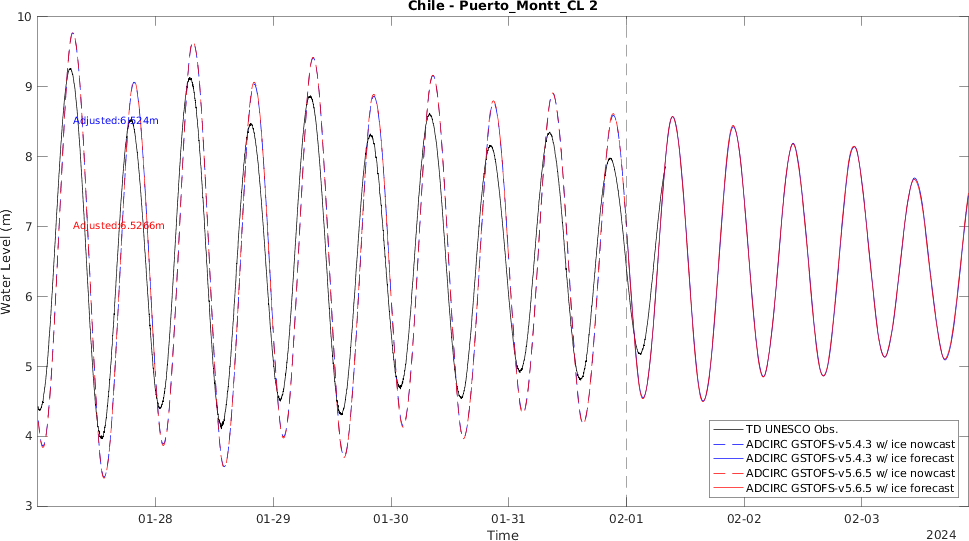 Chile - Puerto_Montt_CL 2
10
9
8
7
6
5
4
3
Water Level (m)
Adjusted:6.524m
Adjusted:6.5266m
01-28
01-29
01-30
01-31
02-01
02-02
02-03
Time
2024
TD UNESCO Obs.
ADCIRC GSTOFS-v5.4.3 w/ ice nowcast
ADCIRC GSTOFS-v5.4.3 w/ ice forecast
ADCIRC GSTOFS-v5.6.5 w/ ice nowcast
ADCIRC GSTOFS-v5.6.5 w/ ice forecast